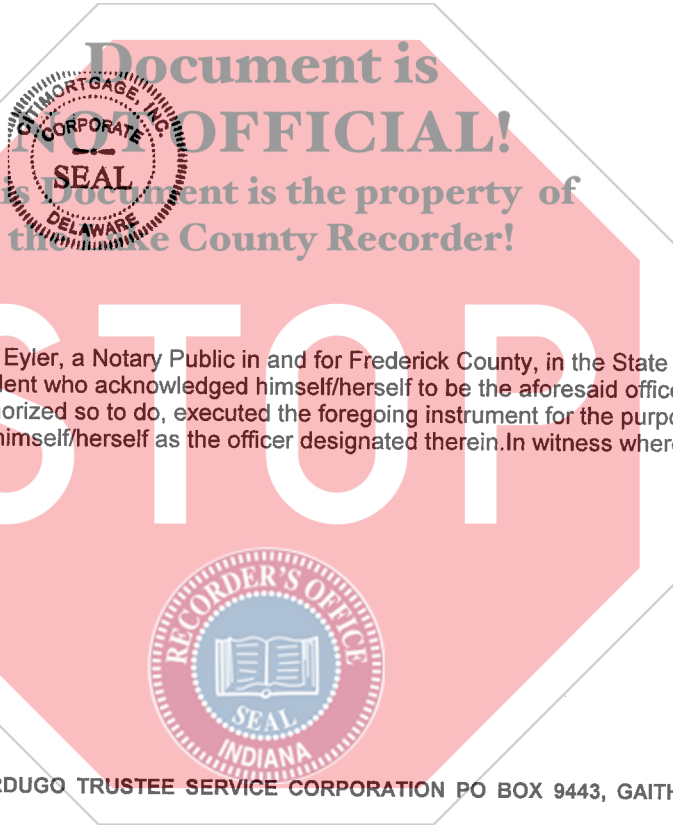 Document is
NOT OFFICIAL!
is Document is the property of
the Lake County Recorder!
CITIMORTGAGE, INC.
CORPORATE
SEAL
DELAWARE
STOP
Eyler, a Notary Public in and for Frederick County, in the State
dent who acknowledged himself/herself to be the aforesaid office
horized so to do, executed the foregoing instrument for the purpo
himself/herself as the officer designated therein.In witness where
RECORDER'S OFFICE
SEAL
INDIANA
RDUGO TRUSTEE SERVICE CORPORATION PO BOX 9443, GAITH